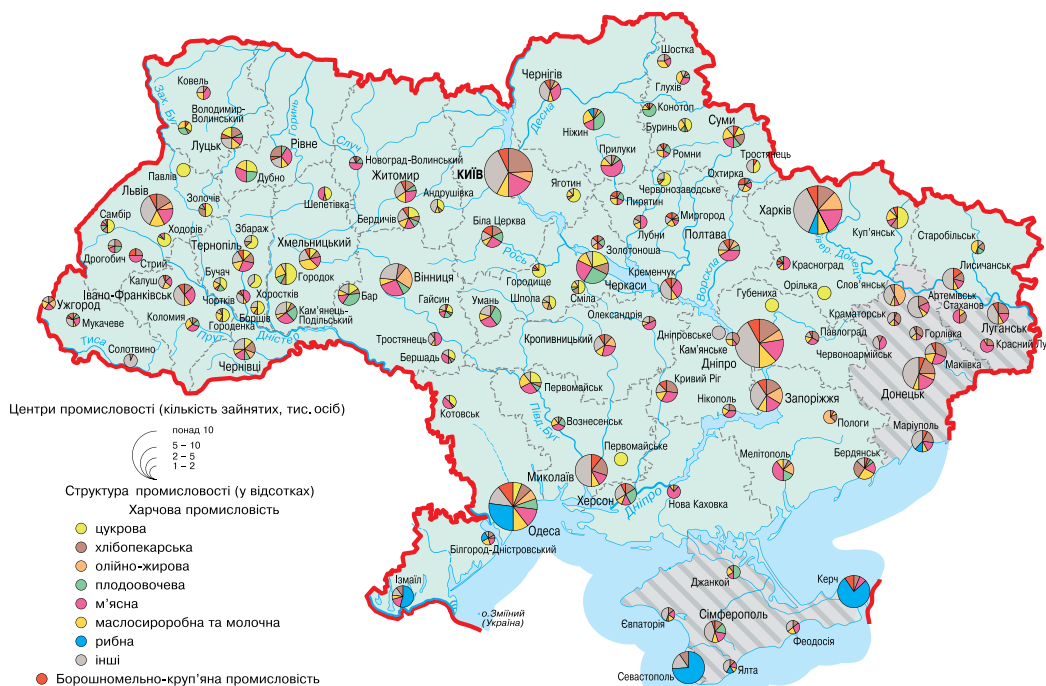 Шостка
Чернігів
Глухів
Ковель
Конотоп
Володимир-
Волинський
Зах. Буг
Горинь
Случ
Десна
Ніжин
Буринь
Суми
Луцьк
Рівне
Новоград-Волинський
КИЇВ
Прилуки
Ромни
Тростянець
Житомир
Охтирка
Павлів
Дубно
Андрушівка
Яготин
Червонозаводське
Львів
Золочів
Шепетівка
Пирятин
Харків
Самбір
Бердичів
Біла Церква
Миргород
Куп'янськ
Ходорів
Збараж
Лубни
Полтава
Старобільськ
Тернопіль
Хмельницький
Рось
Золотоноша
Сівер. Донець
Дрогобич
Стрий
Вінниця
Городище
Черкаси
Кременчук
Ворскла
Красноград
Лисичанськ
Калуш
Бучач
Городок
Бар
Орілька
Слов'янськ
Івано-Франківськ
Чортків
Хоростків
Гайсин
Умань
Шпола
Сміла
Губениха
Артемівськ
Стаханов
Ужгород
Коломия
Борщів
Кам'янець-
Подільський
Олександрія
Краматорськ
Луганськ
Мукачеве
Городенка
Тростянець
Кропивницький
Дніпровське
Павлоград
Горлівка
Тиса
Прут
Дністер
Кам'янське
Червоноармійськ
Красний Лу
Солотвино
Чернівці
Бершадь
Дніпро
Макіївка
Первомайськ
Кривий Ріг
Донецьк
Котовськ
Нікополь
Запоріжжя
Півд. Буг
Вознесенськ
Пологи
Маріуполь
Первомайське
Мелітополь
Бердянськ
Миколаїв
Херсон
Дніпро
Нова Каховка
Одеса
Білгород-Дністровський
Ізмаїл
о.Зміїний
(Україна)
Джанкой
Керч
Сімферополь
Євпаторія
Феодосія
Севастополь
Ялта
Центри промисловості (кількість зайнятих, тис. осіб)
понад 10
5 - 10
2 - 5
1 - 2
Структура промисловості (у відсотках)
Харчова промисловість
цукрова
хлібопекарська
олійно-жирова
плодоовочева
м'ясна
маслосироробна та молочна
рибна
інші
Борошномельно-круп'яна промисловість